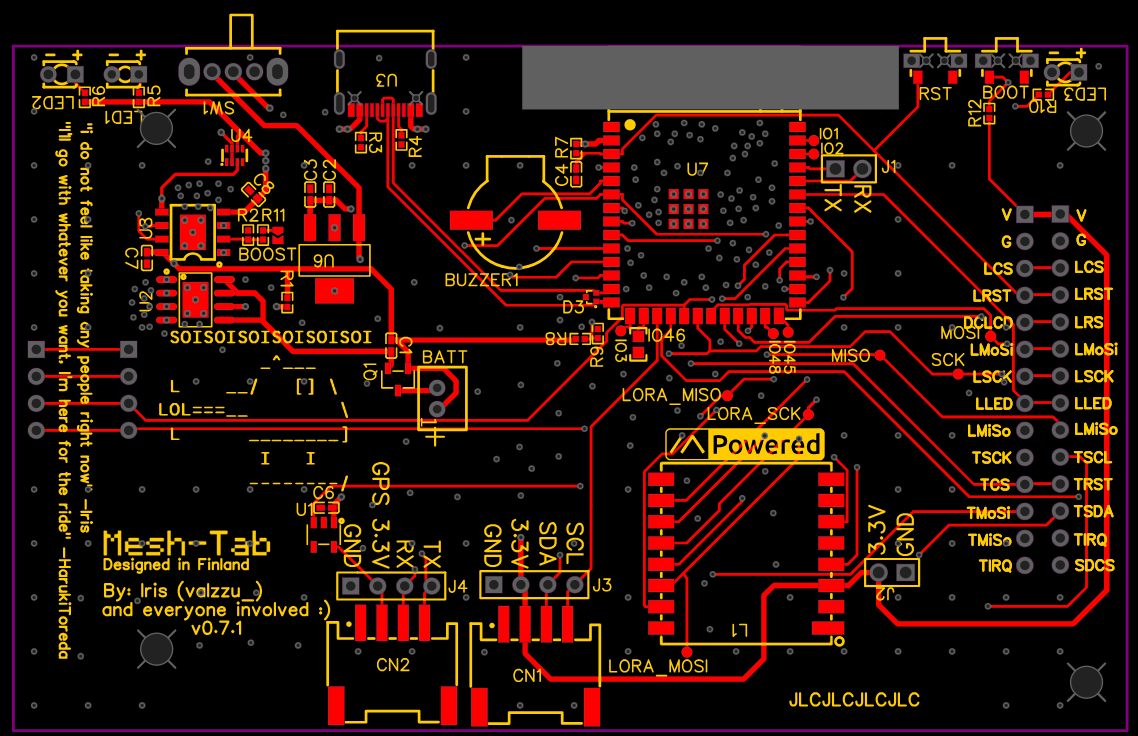 - +
- +
LED2
R6
LED1
R5
SW1
U3
R3
R4
RST
BOOT
- +
LED3
R10
R12
"I do not feel like taking any people right now" -Iris
"I'll go with whatever you want. I'm here for the ride" -HarukiToreda
U4
C8
C3
C2
C4
R7
U7
IO1
IO2
J1
TX
RX
U3
R2
R11
BOOST
C7
U2
R1
U6
+
BUZZER1
D3
R8
R9
IO3
IO46
IO48
IO45
SOISOISOISOISOISOI
C1
Q1
BATT
1+
^
L
LOL===
L
[]
I I
V
G
LCS
LRST
DCLCD
LMoSi
LSCK
LLED
LMiSo
TSCK
TCS
TMoSi
TMiSo
TIRQ
V
G
LCS
LRST
LRS
LMoSi
LSCK
LLED
LMiSo
TSCL
TRST
TSDA
TIRQ
SDCS
MOSI
MISO
SCK
LORA_MISO
LORA_SCK
Powered
C6
U1
GPS
GND
3.3V
RX
TX
J4
GND
3.3V
SDA
SCL
J3
3.3V
GND
J2
L1
LORA_MOSI
Mesh-Tab
Designed in Finland
By: Iris (valzzu_)
and everyone involved :)
v0.7.1
CN2
CN1
JLCJLCJLCJLC